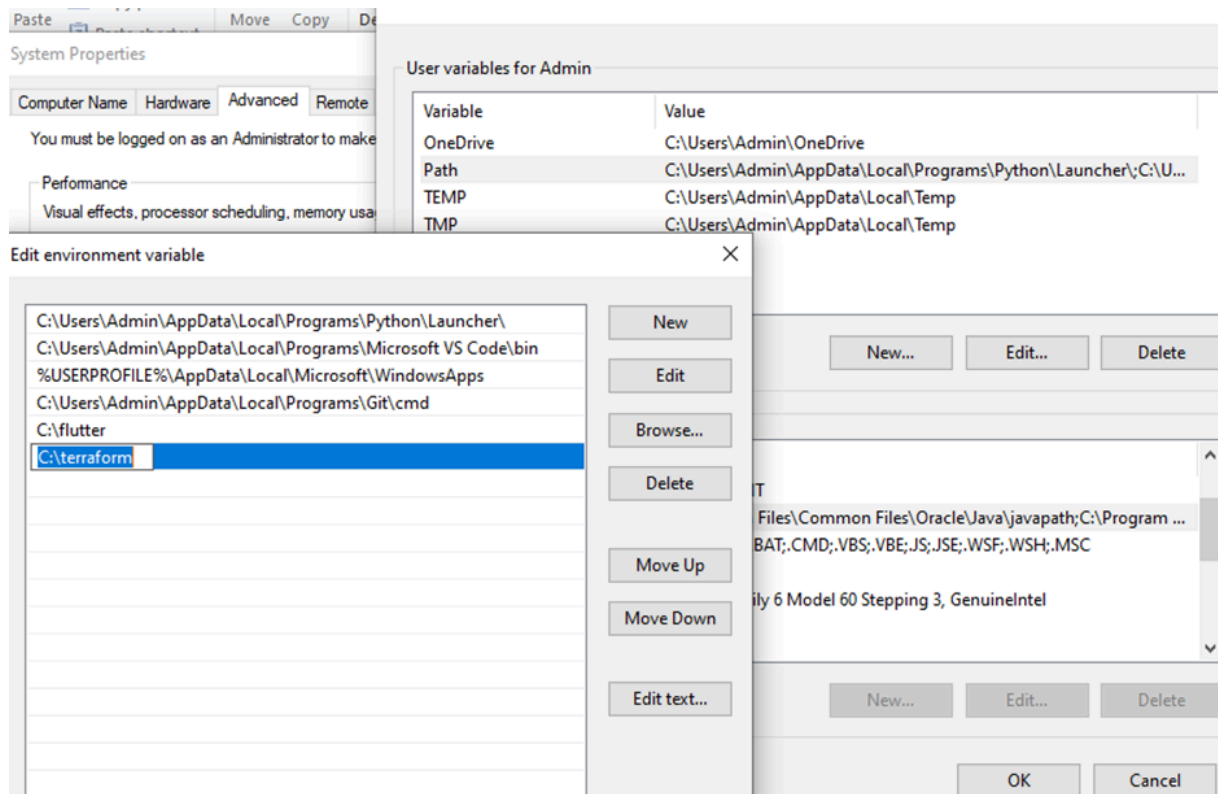 Paste
Move Copy
System Properties
Computer Name Hardware Advanced Remote
You must be logged on as an Administrator to make
Performance
Visual effects, processor scheduling, memory usa
User variables for Admin
Variable Value
OneDrive C:\Users\Admin\OneDrive
Path C:\Users\Admin\AppData\Local\Programs\Python\Launcher\;C:\U...
TEMP C:\Users\Admin\AppData\Local\Temp
TMP C:\Users\Admin\AppData\Local\Temp
New... Edit... Delete
Edit environment variable
C:\Users\Admin\AppData\Local\Programs\Python\Launcher\
C:\Users\Admin\AppData\Local\Programs\Microsoft VS Code\bin
%USERPROFILE%\AppData\Local\Microsoft\WindowsApps
C:\Users\Admin\AppData\Local\Programs\Git\cmd
C:\flutter
C:\terraform
New
Edit
Browse...
Delete
Move Up
Move Down
Edit text...
IT
Files\Common Files\Oracle\Java\javapath;C:\Program ...
BAT;.CMD;.VBS;.VBE;.JS;.JSE;.WSF;.WSH;.MSC
ily 6 Model 60 Stepping 3, GenuineIntel
New... Edit... Delete
OK Cancel